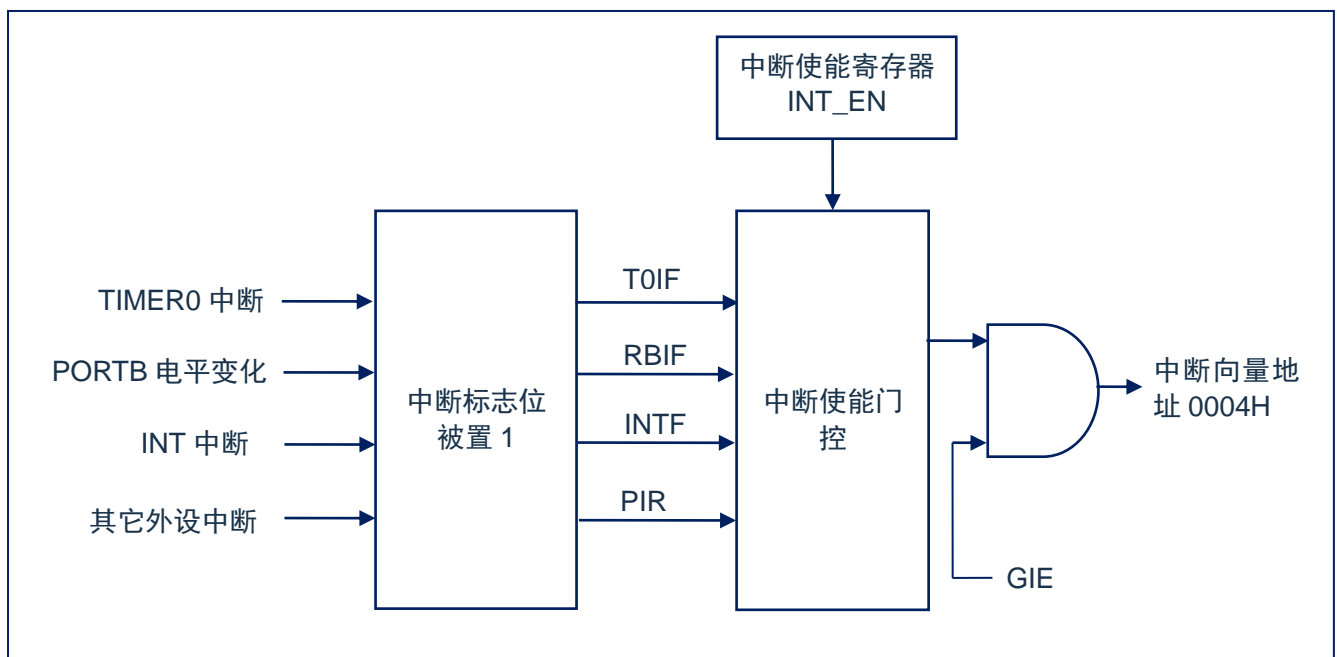 中断使能寄存器
INT_EN
TIMER0 中断
PORTB 电平变化
INT 中断
其它外设中断
中断标志位
被置 1
T0IF
RBIF
INTF
PIR
中断使能门
控
GIE
中断向量地
址 0004H